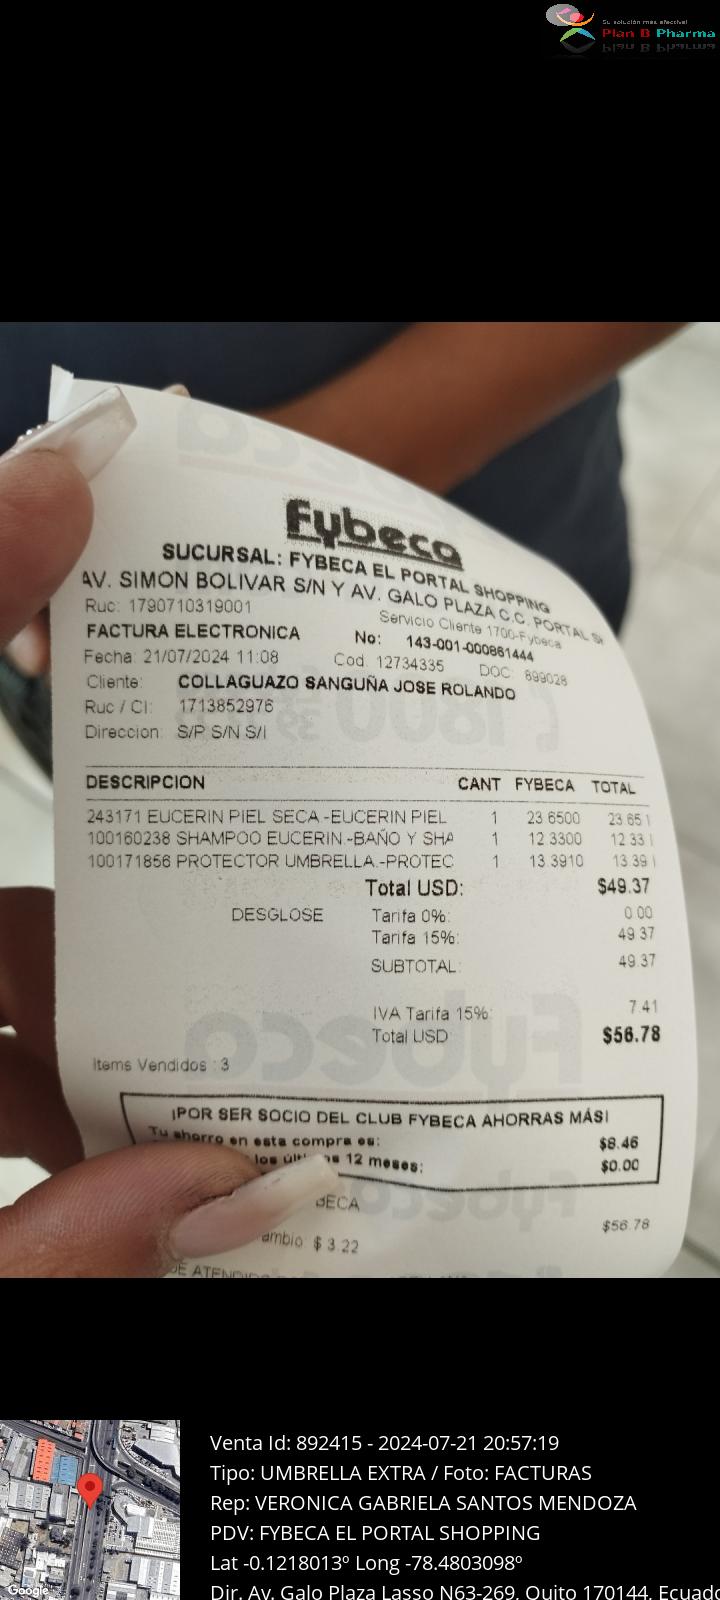 Su solución más efectiva!
Plan B Pharma
Fybeca
SUCURSAL: FYBECA EL PORTAL SHOPPING
AV. SIMON BOLIVAR S/N Y AV. GALO PLAZA C.C. PORTAL
Ruc: 1790710319001 Servicio Cliente 1700-Fybeca
FACTURA ELECTRONICA No: 143-001-000861444
Fecha: 21/07/2024 11:08 Cod. 12734335 DOC: 899028
Cliente: COLLAGUAZO SANGUÑA JOSE ROLANDO
Ruc / CI: 1713852976
Direccion: S/P S/N S/I
DESCRIPCION CANT FYBECA TOTAL
243171 EUCERIN PIEL SECA.-EUCERIN PIEL 1 23.6500 23.65 I
100160238 SHAMPOO EUCERIN.-BAÑO Y SHA 1 12.3300 12.33 I
100171856 PROTECTOR UMBRELLA.-PROTEC 1 13.3910 13.39 I
Total USD: $49.37
DESGLOSE Tarifa 0%: 0.00
Tarifa 15%: 49.37
SUBTOTAL: 49.37
IVA Tarifa 15%: 7.41
Total USD $56.78
Items Vendidos : 3
¡POR SER SOCIO DEL CLUB FYBECA AHORRAS MÁS!
Tu ahorro en esta compra es: $8.46
12 meses: $0.00
$56.78
$ 3.22
Venta Id: 892415 - 2024-07-21 20:57:19
Tipo: UMBRELLA EXTRA / Foto: FACTURAS
Rep: VERONICA GABRIELA SANTOS MENDOZA
PDV: FYBECA EL PORTAL SHOPPING
Lat -0.1218013º Long -78.4803098º
Dir. Av. Galo Plaza Lasso N63-269, Quito 170144, Ecuado
Google